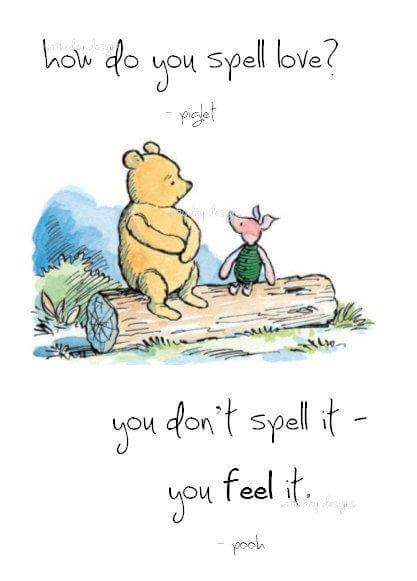 how do you spell love?
- piglet
you don't spell it -
you feel it.
- pooh